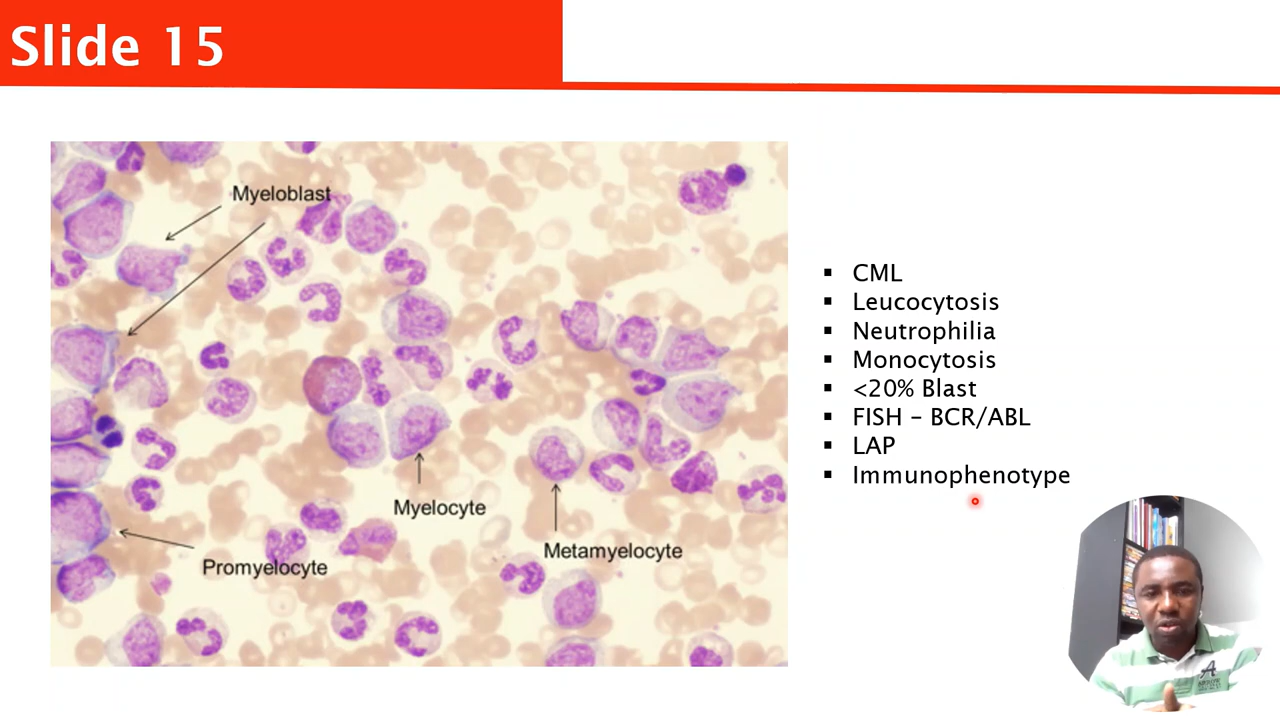 Slide 15
Myeloblast
Myelocyte
Metamyelocyte
Promyelocyte
▪ CML
▪ Leucocytosis
▪ Neutrophilia
▪ Monocytosis
▪ <20% Blast
▪ FISH – BCR/ABL
▪ LAP
▪ Immunophenotype
A